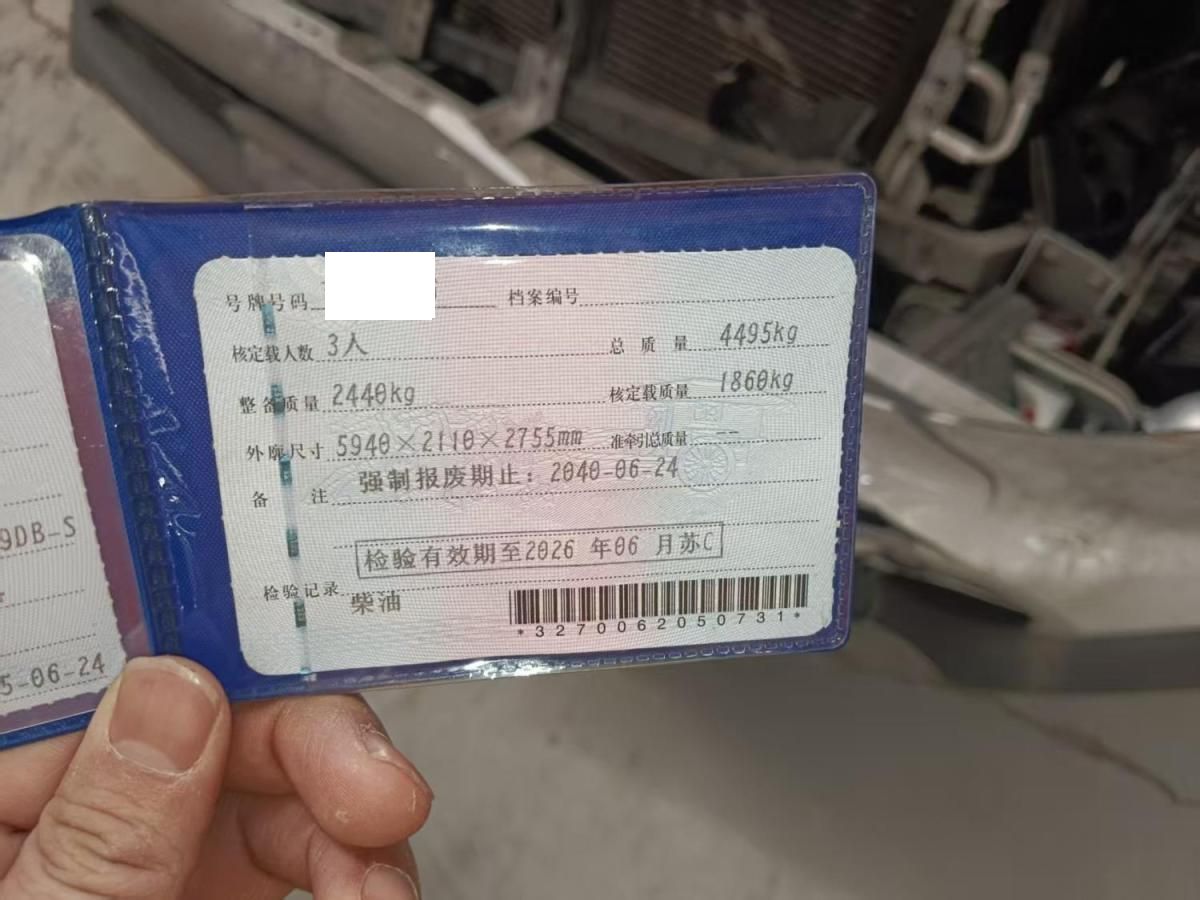 号牌号码 档案编号
核定载人数 3人 总质量 4495kg
整备质量 2440kg 核定载质量 1860kg
外廓尺寸 5940×2110×2755mm 准牵引总质量 --
备注 强制报废期止：2040-06-24
检验有效期至2026 年06 月苏C
检验记录 柴油
*3270062050731*
9DB-S
5-06-24